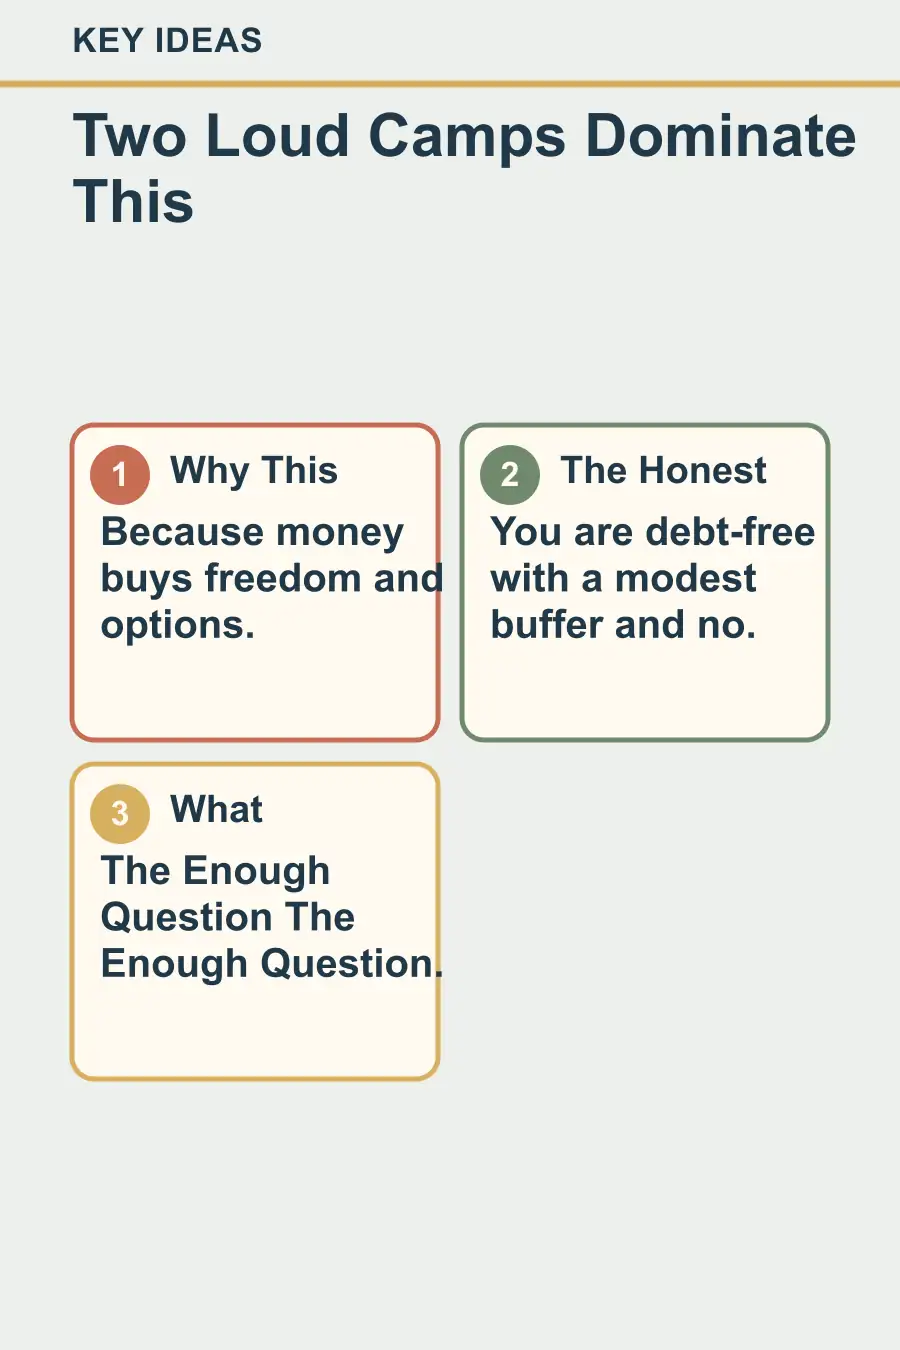 KEY IDEAS
Two Loud Camps Dominate
This
1 Why This
Because money
buys freedom and
options.
2 The Honest
You are debt-free
with a modest
buffer and no.
3 What
The Enough
Question The
Enough Question.